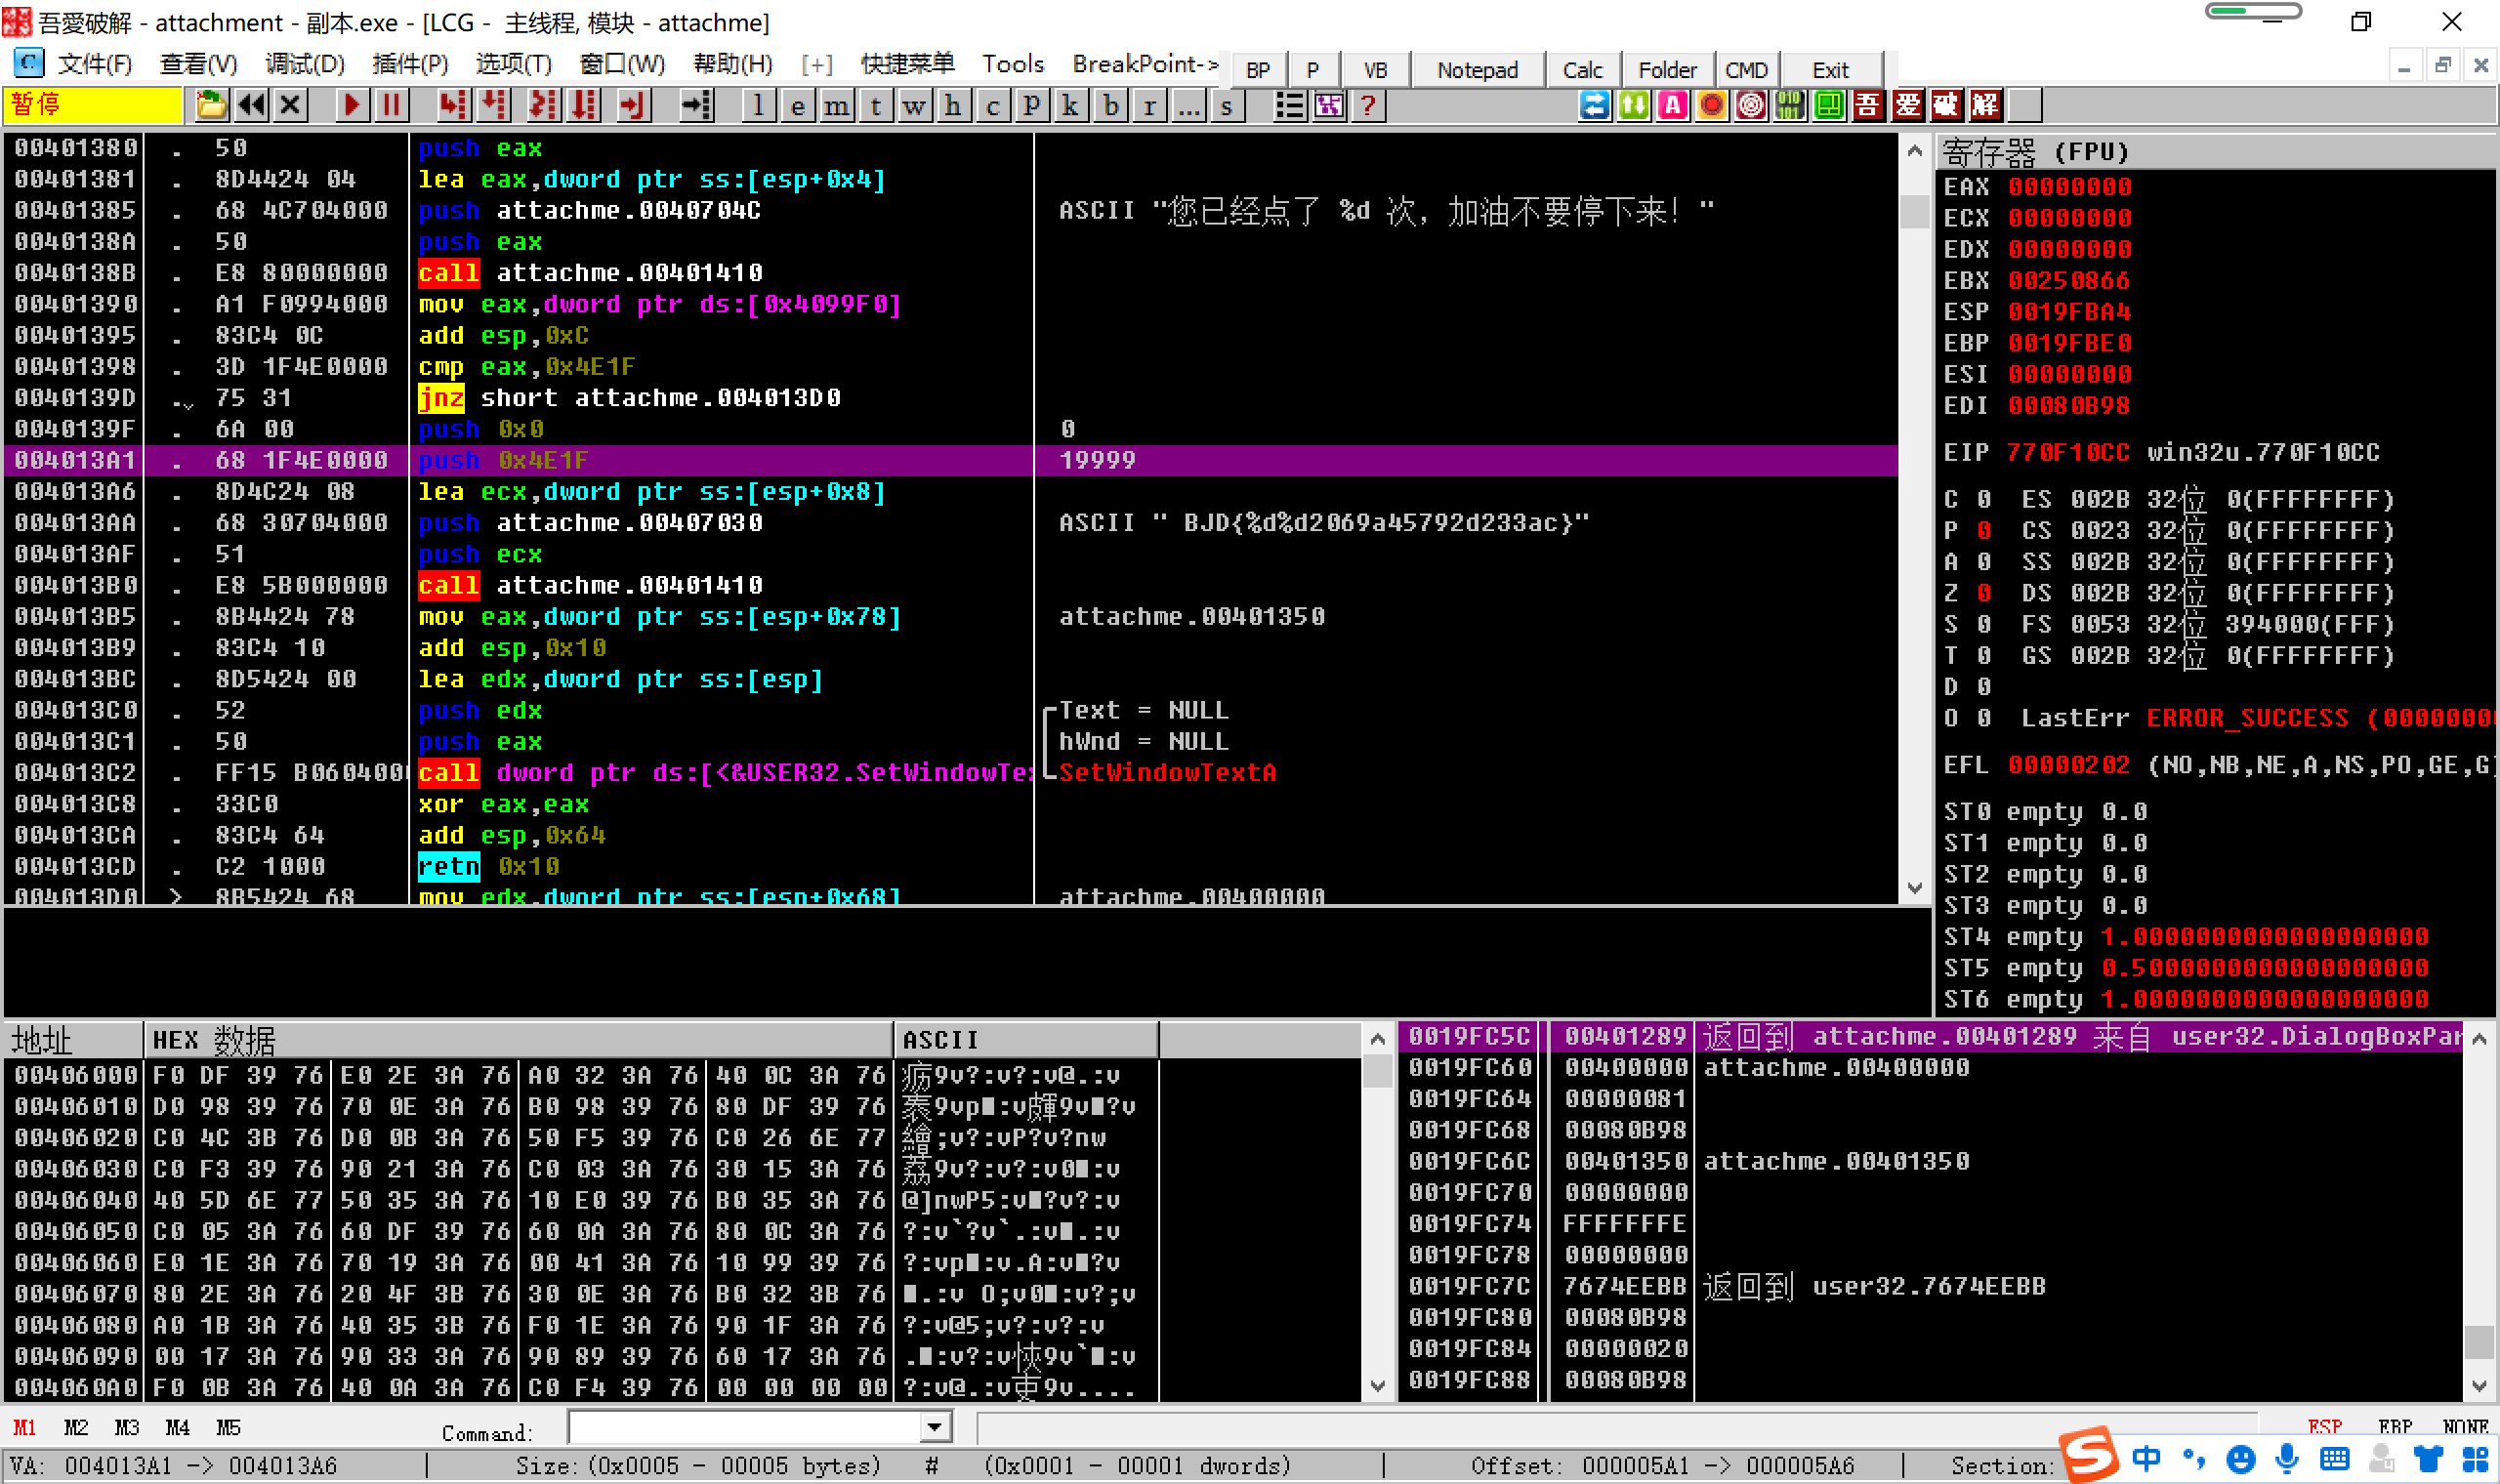 吾愛破解 - attachment - 副本.exe - [LCG - 主线程, 模块 - attachme]
C 文件(F) 查看(V) 调试(D) 插件(P) 选项(T) 窗口(W) 帮助(H) [+] 快捷菜单 Tools BreakPoint-> BP P VB Notepad Calc Folder CMD Exit
暂停 l e m t w h c P k b r ... s ? 吾 爱 破 解
00401380 . 50 push eax
00401381 . 8D4424 04 lea eax,dword ptr ss:[esp+0x4]
00401385 . 68 4C704000 push attachme.0040704C ASCII "您已经点了 %d 次，加油不要停下来！"
0040138A . 50 push eax
0040138B . E8 80000000 call attachme.00401410
00401390 . A1 F0994000 mov eax,dword ptr ds:[0x4099F0]
00401395 . 83C4 0C add esp,0xC
00401398 . 3D 1F4E0000 cmp eax,0x4E1F
0040139D . 75 31 jnz short attachme.004013D0
0040139F . 6A 00 push 0x0 0
004013A1 . 68 1F4E0000 push 0x4E1F 19999
004013A6 . 8D4C24 08 lea ecx,dword ptr ss:[esp+0x8]
004013AA . 68 30704000 push attachme.00407030 ASCII " BJD{%d%d2069a45792d233ac}"
004013AF . 51 push ecx
004013B0 . E8 5B000000 call attachme.00401410
004013B5 . 8B4424 78 mov eax,dword ptr ss:[esp+0x78] attachme.00401350
004013B9 . 83C4 10 add esp,0x10
004013BC . 8D5424 00 lea edx,dword ptr ss:[esp]
004013C0 . 52 push edx Text = NULL
004013C1 . 50 push eax hWnd = NULL
004013C2 . FF15 B0604000 call dword ptr ds:[<&USER32.SetWindowTex SetWindowTextA
004013C8 . 33C0 xor eax,eax
004013CA . 83C4 64 add esp,0x64
004013CD . C2 1000 retn 0x10
004013D0 > 8B5424 68 mov edx,dword ptr ss:[esp+0x68] attachme.00400000
寄存器 (FPU)
EAX 00000000
ECX 00000000
EDX 00000000
EBX 00250866
ESP 0019FBA4
EBP 0019FBE0
ESI 00000000
EDI 00080B98
EIP 770F10CC win32u.770F10CC
C 0 ES 002B 32位 0(FFFFFFFF)
P 0 CS 0023 32位 0(FFFFFFFF)
A 0 SS 002B 32位 0(FFFFFFFF)
Z 0 DS 002B 32位 0(FFFFFFFF)
S 0 FS 0053 32位 394000(FFF)
T 0 GS 002B 32位 0(FFFFFFFF)
D 0
O 0 LastErr ERROR_SUCCESS (00000000
EFL 00000202 (NO,NB,NE,A,NS,PO,GE,G)
ST0 empty 0.0
ST1 empty 0.0
ST2 empty 0.0
ST3 empty 0.0
ST4 empty 1.0000000000000000000
ST5 empty 0.5000000000000000000
ST6 empty 1.0000000000000000000
地址 HEX 数据 ASCII
00406000 F0 DF 39 76 E0 2E 3A 76 A0 32 3A 76 40 0C 3A 76 9v?:v?:v@.:v
00406010 D0 98 39 76 70 0E 3A 76 B0 98 39 76 80 DF 39 76
00406020 C0 4C 3B 76 D0 0B 3A 76 50 F5 39 76 C0 26 6E 77 繪;v?:vP?v?nw
00406030 C0 F3 39 76 90 21 3A 76 C0 03 3A 76 30 15 3A 76 荔9v?:v?:v0■:v
00406040 40 5D 6E 77 50 35 3A 76 10 E0 39 76 B0 35 3A 76 @]nwP5:v■?v?:v
00406050 C0 05 3A 76 60 DF 39 76 60 0A 3A 76 80 0C 3A 76 ?:v`?v`.:v■.:v
00406060 E0 1E 3A 76 70 19 3A 76 00 41 3A 76 10 99 39 76 ?:vp■:v.A:v■?v
00406070 80 2E 3A 76 20 4F 3B 76 30 0E 3A 76 B0 32 3B 76 ■.:v O;v0■:v?;v
00406080 A0 1B 3A 76 40 35 3B 76 F0 1E 3A 76 90 1F 3A 76 ?:v@5;v?:v?:v
00406090 00 17 3A 76 90 33 3A 76 90 89 39 76 60 17 3A 76 .■:v?:v悏9v`■:v
004060A0 F0 0B 3A 76 40 0A 3A 76 C0 F4 39 76 00 00 00 00 ?:v@.:v 9v....
0019FC5C 00401289 返回到 attachme.00401289 来自 user32.DialogBoxPar
0019FC60 00400000 attachme.00400000
0019FC64 00000081
0019FC68 00080B98
0019FC6C 00401350 attachme.00401350
0019FC70 00000000
0019FC74 FFFFFFFE
0019FC78 00000000
0019FC7C 7674EEBB 返回到 user32.7674EEBB
0019FC80 00080B98
0019FC84 00000020
0019FC88 00080B98
M1 M2 M3 M4 M5 Command: ESP EBP NONE
VA: 004013A1 -> 004013A6 Size: (0x0005 - 00005 bytes) # (0x0001 - 00001 dwords) Offset: 000005A1 -> 000005A6 Section: S 中